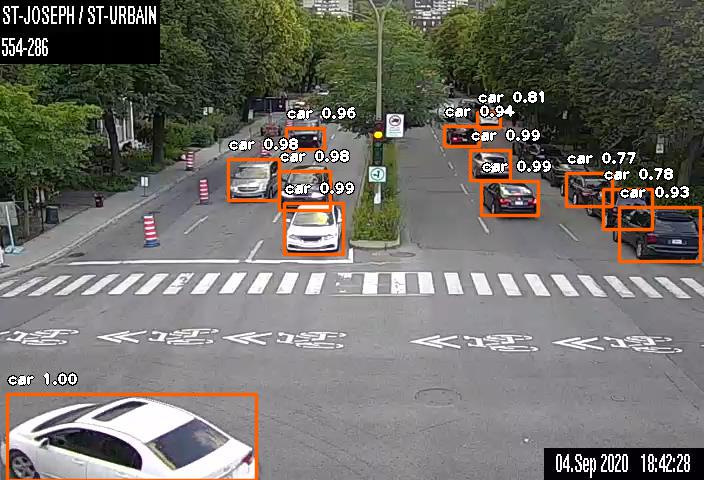 ST-JOSEPH / ST-URBAIN
554-286
car 0.81
car 0.96
car 0.94
car 0.99
car 0.98
car 0.98
car 0.99
car 0.77
car 0.78
car 0.99
car 0.93
car 1.00
04.Sep 2020 18:42:28